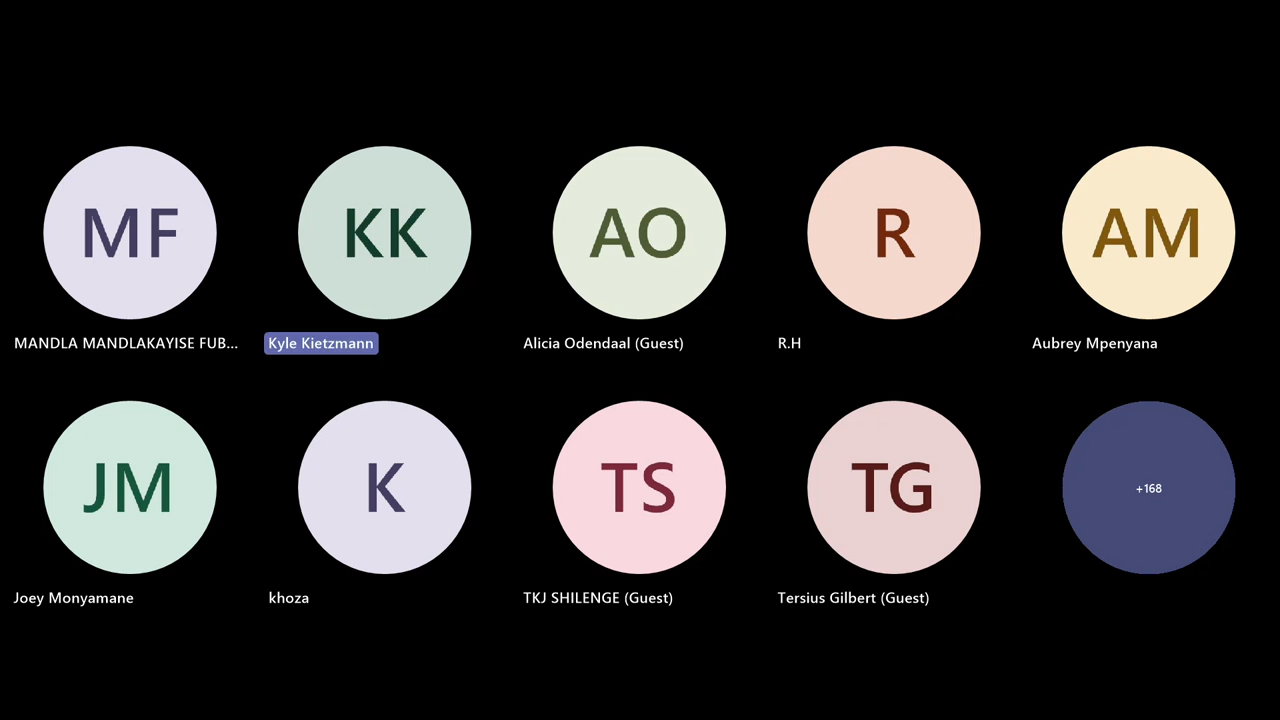 MF KK AO R AM
MANDLA MANDLAKAYISE FUB... Kyle Kietzmann Alicia Odendaal (Guest) R.H Aubrey Mpenyana
JM K TS TG +168
Joey Monyamane khoza TKJ SHILENGE (Guest) Tersius Gilbert (Guest)